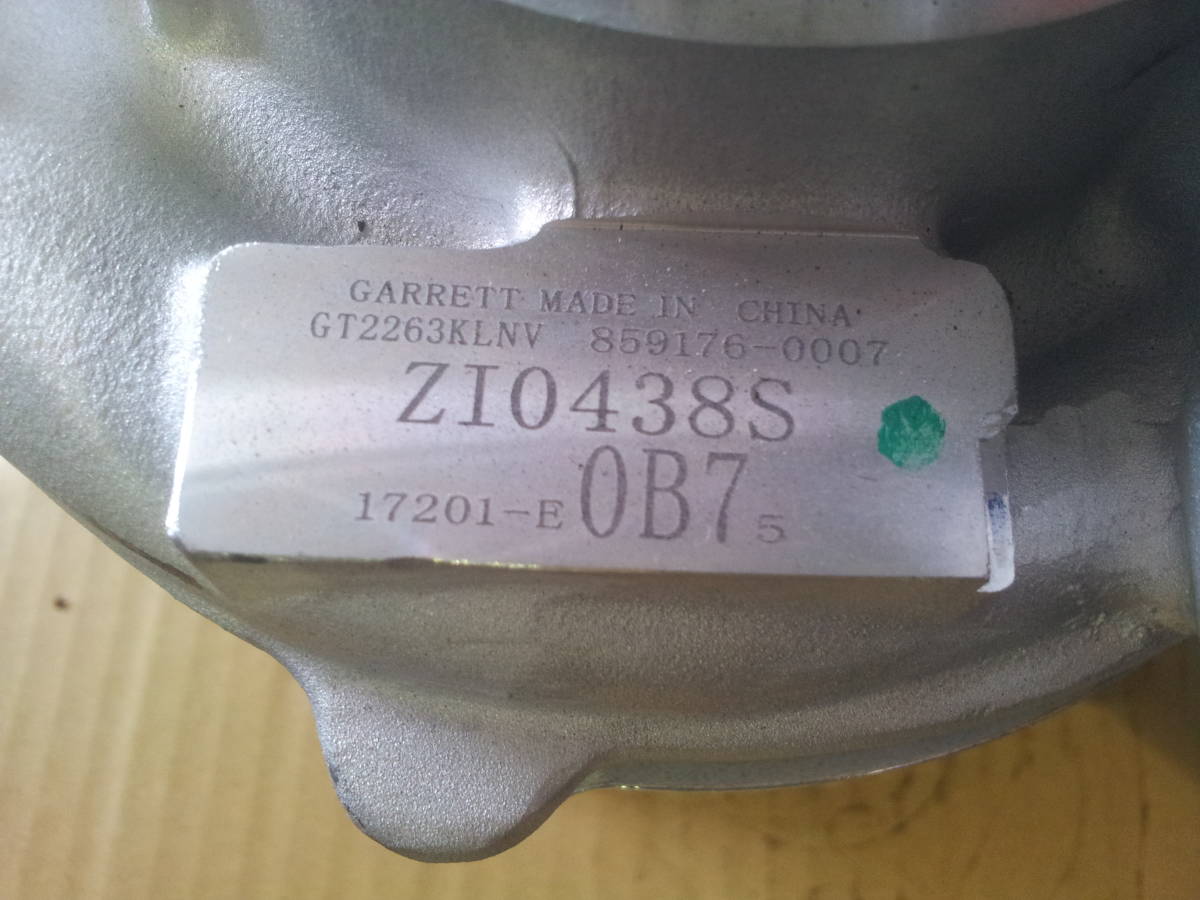 GARRETT MADE IN CHINA
GT2263KLNV 859176-0007
ZI0438S
17201-E 0B7 5